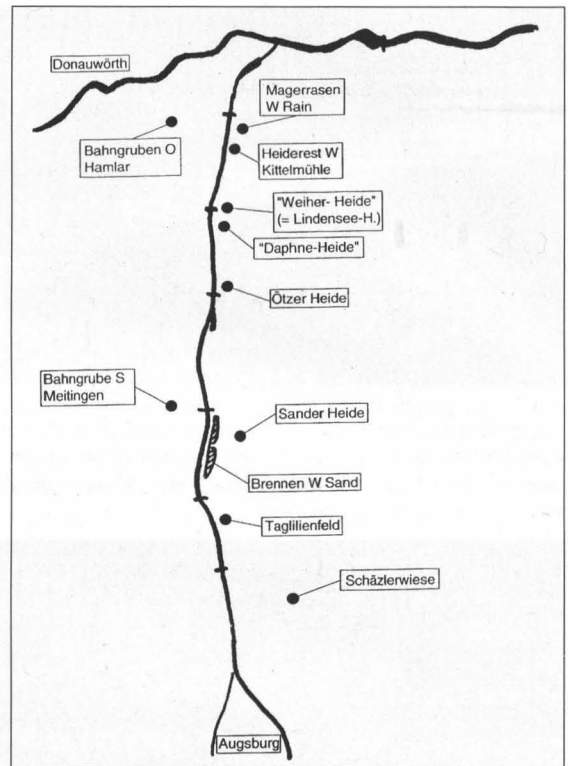 Donauwörth
Magerrasen
W Rain
Bahngruben O
Hamlar
Heiderest W
Kittelmühle
"Weiher- Heide"
(= Lindensee-H.)
"Daphne-Heide"
Ötzer Heide
Bahngrube S
Meitingen
Sander Heide
Brennen W Sand
Taglilienfeld
Schäzlerwiese
Augsburg